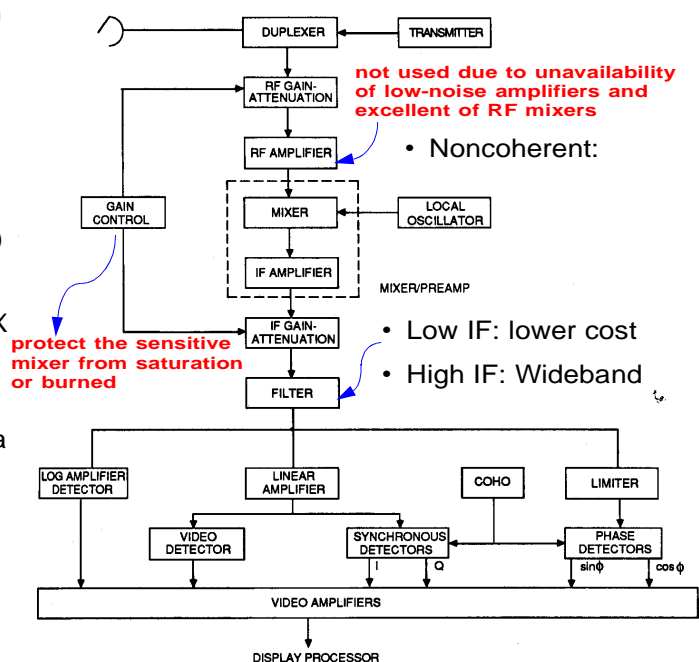 DUPLEXER
TRANSMITTER
not used due to unavailability
of low-noise amplifiers and
excellent of RF mixers
RF GAIN-
ATTENUATION
RF AMPLIFIER
• Noncoherent:
GAIN
CONTROL
MIXER
LOCAL
OSCILLATOR
)
IF AMPLIFIER
MIXER/PREAMP
X
protect the sensitive
mixer from saturation
or burned
IF GAIN-
ATTENUATION
• Low IF: lower cost
• High IF: Wideband
FILTER
a
LOG AMPLIFIER
DETECTOR
LINEAR
AMPLIFIER
COHO
LIMITER
VIDEO
DETECTOR
SYNCHRONOUS
DETECTORS
PHASE
DETECTORS
I
Q
sinϕ
cosϕ
VIDEO AMPLIFIERS
DISPLAY PROCESSOR